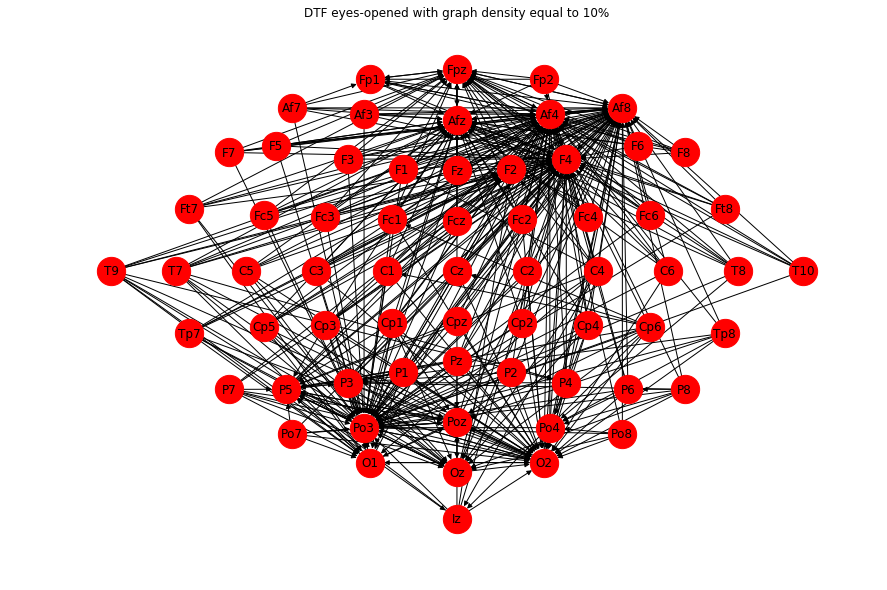 DTF eyes-opened with graph density equal to 10%
Fpz
Fp1 Fp2
Af7 Af3 Afz Af4 Af8
F7 F5 F3 F1 Fz F2 F4 F6 F8
Ft7 Fc5 Fc3 Fc1 Fcz Fc2 Fc4 Fc6 Ft8
T9 T7 C5 C3 C1 Cz C2 C4 C6 T8 T10
Tp7 Cp5 Cp3 Cp1 Cpz Cp2 Cp4 Cp6 Tp8
P7 P5 P3 P1 Pz P2 P4 P6 P8
Po7 Po3 Poz Po4 Po8
O1 Oz O2
Iz